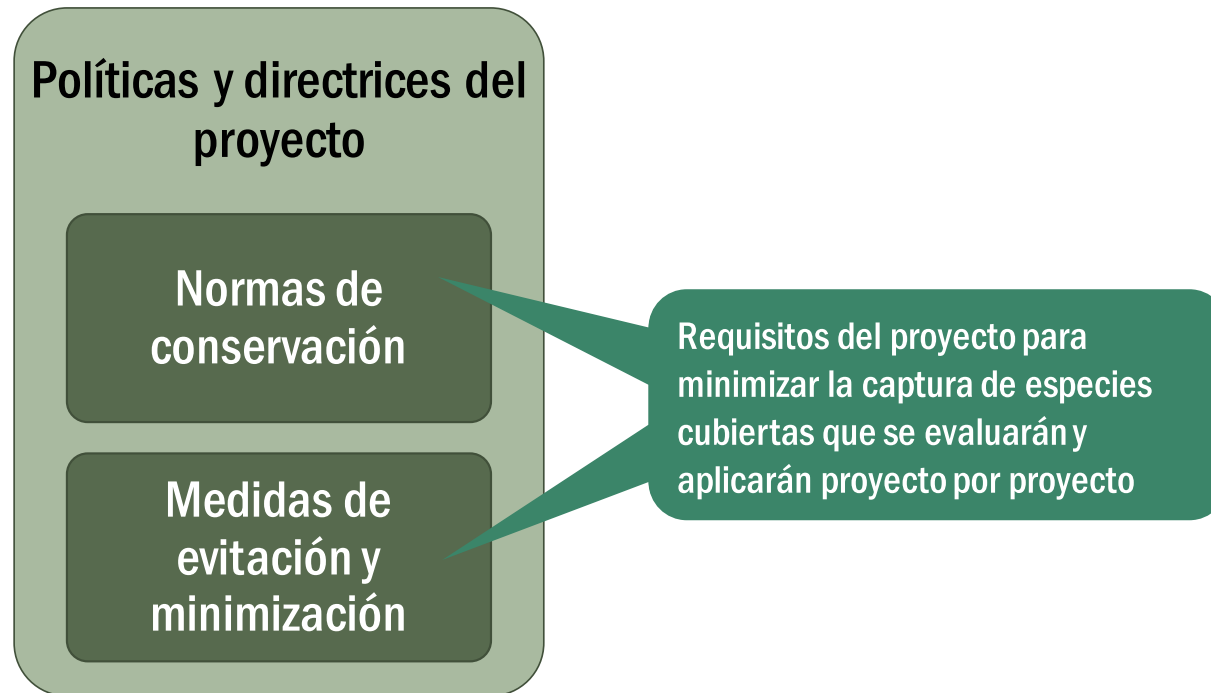 Políticas y directrices del
proyecto
Normas de
conservación
Medidas de
evitación y
minimización
Requisitos del proyecto para
minimizar la captura de especies
cubiertas que se evaluarán y
aplicarán proyecto por proyecto